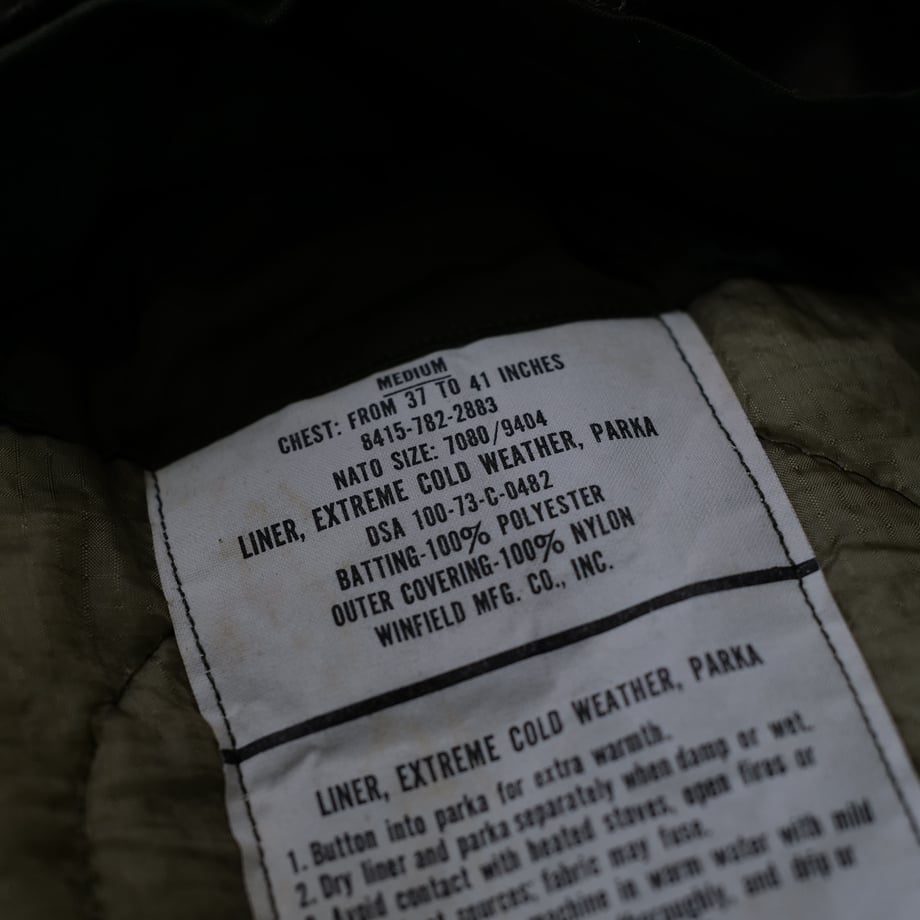 MEDIUM
CHEST: FROM 37 TO 41 INCHES
8415-782-2883
NATO SIZE: 7080/9404
LINER, EXTREME COLD WEATHER, PARKA
DSA 100-73-C-0482
BATTING-100% POLYESTER
OUTER COVERING-100% NYLON
WINFIELD MFG. CO., INC.
LINER, EXTREME COLD WEATHER, PARKA
1. Button into parka for extra warmth.
2. Dry liner and parka separately when damp or wet.
Avoid contact with heated stoves, open fires or
sources; fabric may fuse.
machine in warm water with mild
and drip or